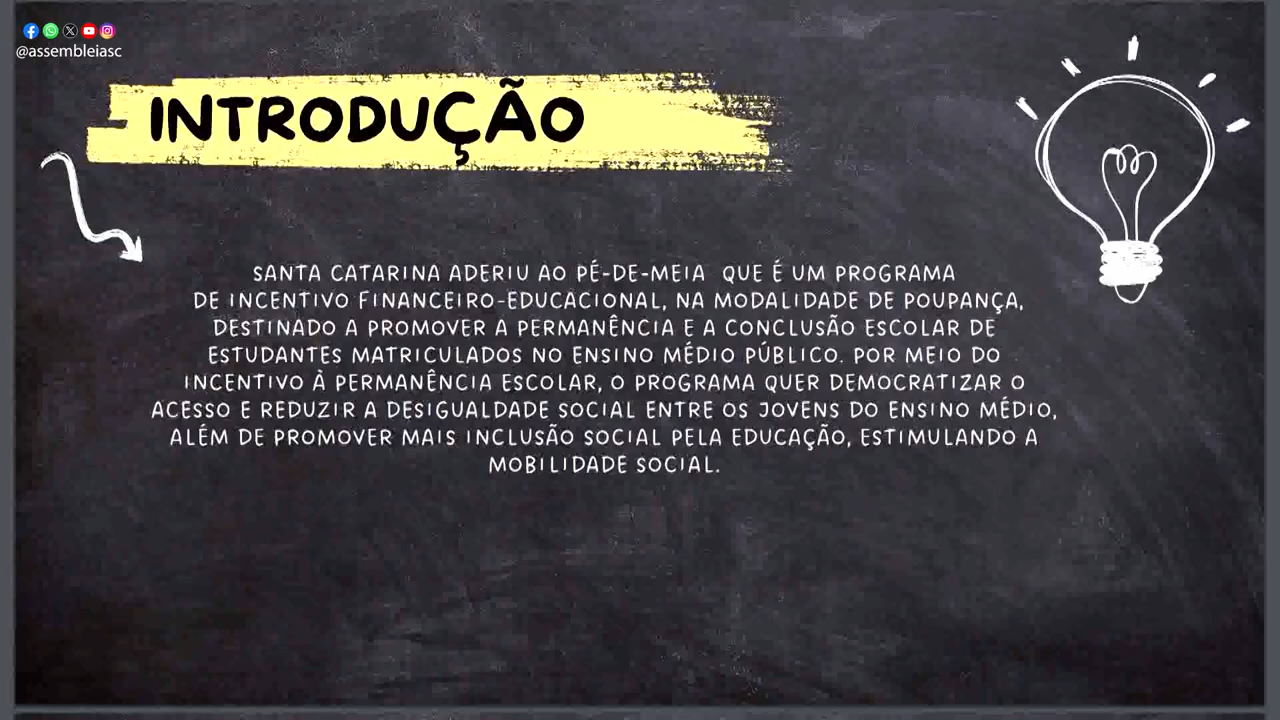 @assembleiasc
INTRODUÇÃO
SANTA CATARINA ADERIU AO PÉ-DE-MEIA QUE É UM PROGRAMA
DE INCENTIVO FINANCEIRO-EDUCACIONAL, NA MODALIDADE DE POUPANÇA,
DESTINADO A PROMOVER A PERMANÊNCIA E A CONCLUSÃO ESCOLAR DE
ESTUDANTES MATRICULADOS NO ENSINO MÉDIO PÚBLICO. POR MEIO DO
INCENTIVO À PERMANÊNCIA ESCOLAR, O PROGRAMA QUER DEMOCRATIZAR O
ACESSO E REDUZIR A DESIGUALDADE SOCIAL ENTRE OS JOVENS DO ENSINO MÉDIO,
ALÉM DE PROMOVER MAIS INCLUSÃO SOCIAL PELA EDUCAÇÃO, ESTIMULANDO A
MOBILIDADE SOCIAL.